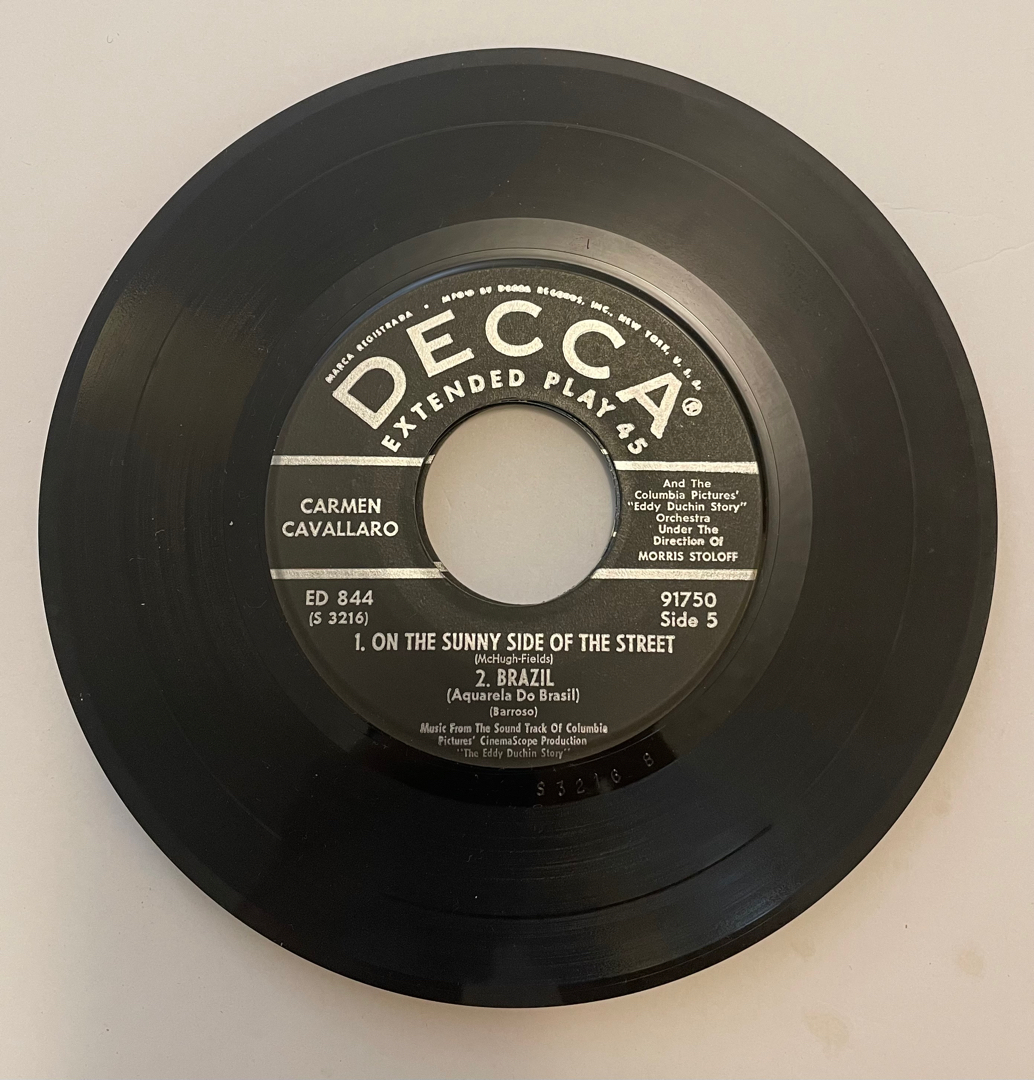 MARCA REGISTRADA • MFGD BY DECCA RECORDS, INC., NEW YORK, U. S. A.
DECCA®
EXTENDED PLAY 45
CARMEN
CAVALLARO
And The
Columbia Pictures'
"Eddy Duchin Story"
Orchestra
Under The
Direction Of
MORRIS STOLOFF
ED 844
(S 3216)
91750
Side 5
1. ON THE SUNNY SIDE OF THE STREET
(McHugh-Fields)
2. BRAZIL
(Aquarela Do Brasil)
(Barroso)
Music From The Sound Track Of Columbia
Pictures' CinemaScope Production
"The Eddy Duchin Story"
S3216